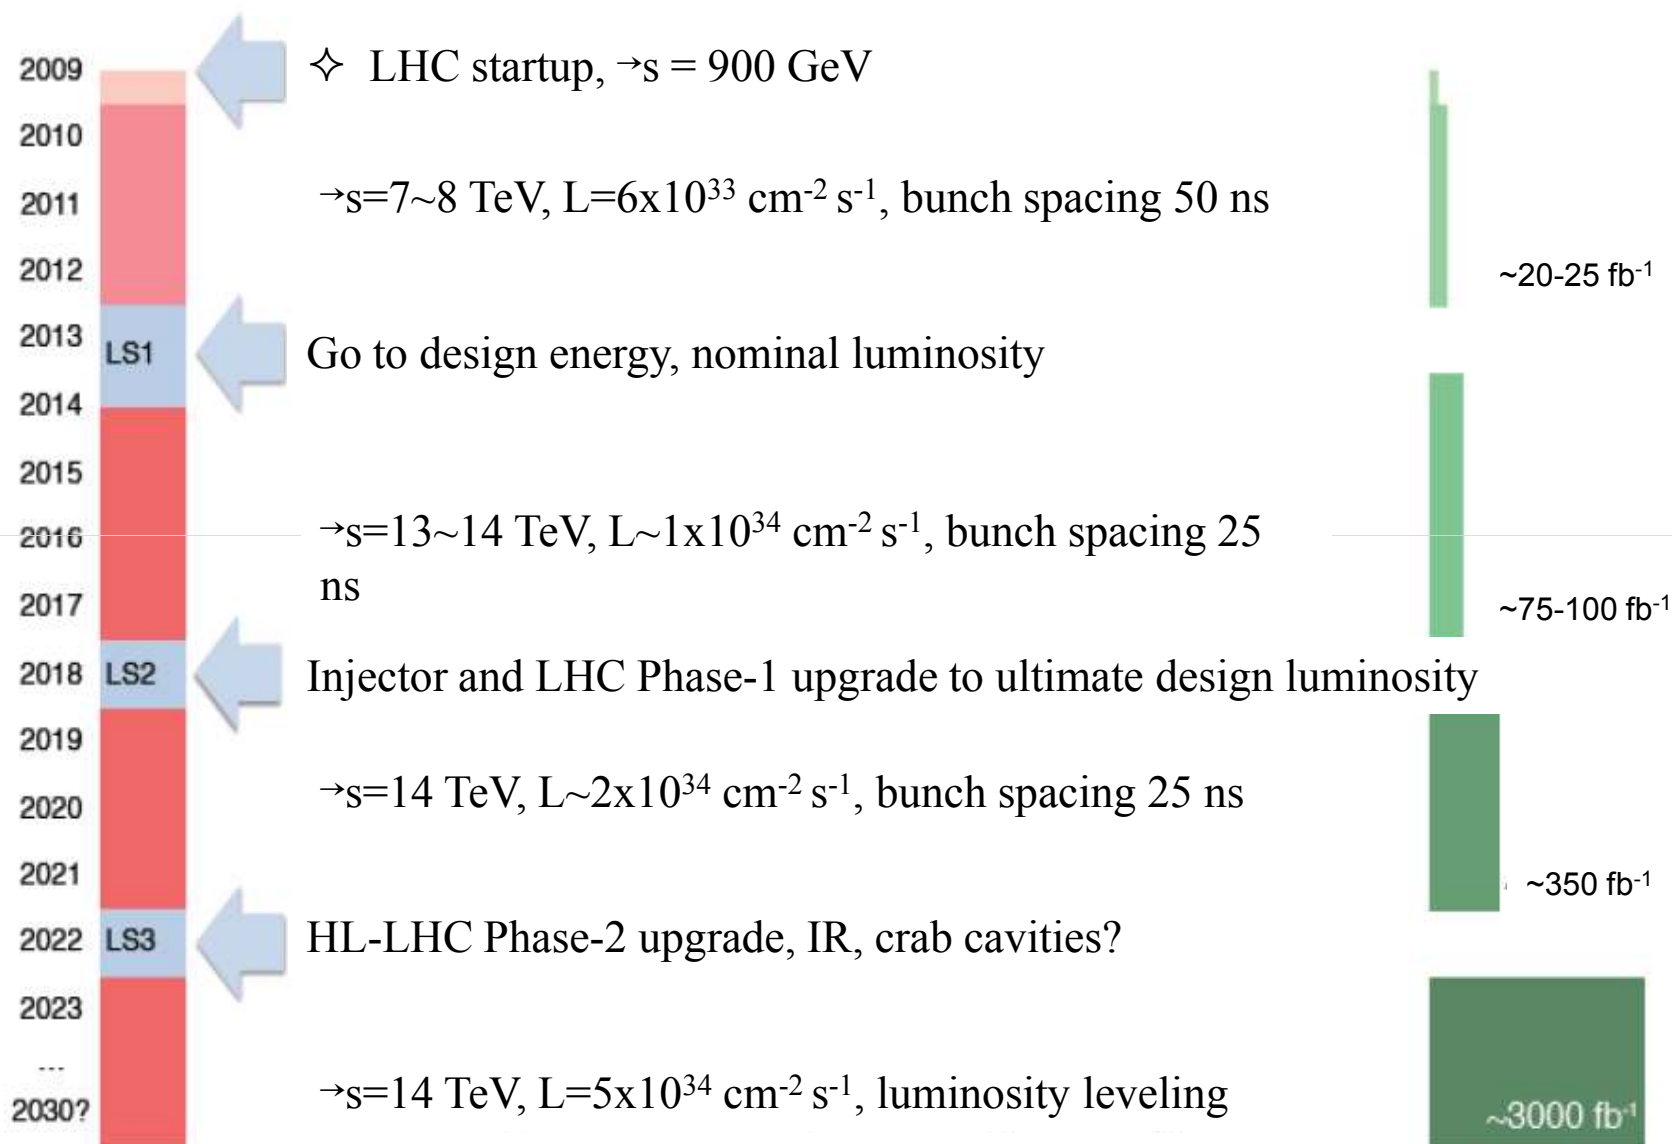 2009
✧ LHC startup, →s = 900 GeV
2010
→s=7~8 TeV, L=6x10³³ cm⁻² s⁻¹, bunch spacing 50 ns
2011
2012
~20-25 fb⁻¹
2013
LS1
Go to design energy, nominal luminosity
2014
2015
2016
→s=13~14 TeV, L~1x10³⁴ cm⁻² s⁻¹, bunch spacing 25
ns
2017
~75-100 fb⁻¹
2018
LS2
Injector and LHC Phase-1 upgrade to ultimate design luminosity
2019
→s=14 TeV, L~2x10³⁴ cm⁻² s⁻¹, bunch spacing 25 ns
2020
2021
~350 fb⁻¹
2022
LS3
HL-LHC Phase-2 upgrade, IR, crab cavities?
2023
...
→s=14 TeV, L=5x10³⁴ cm⁻² s⁻¹, luminosity leveling
2030?
~3000 fb⁻¹